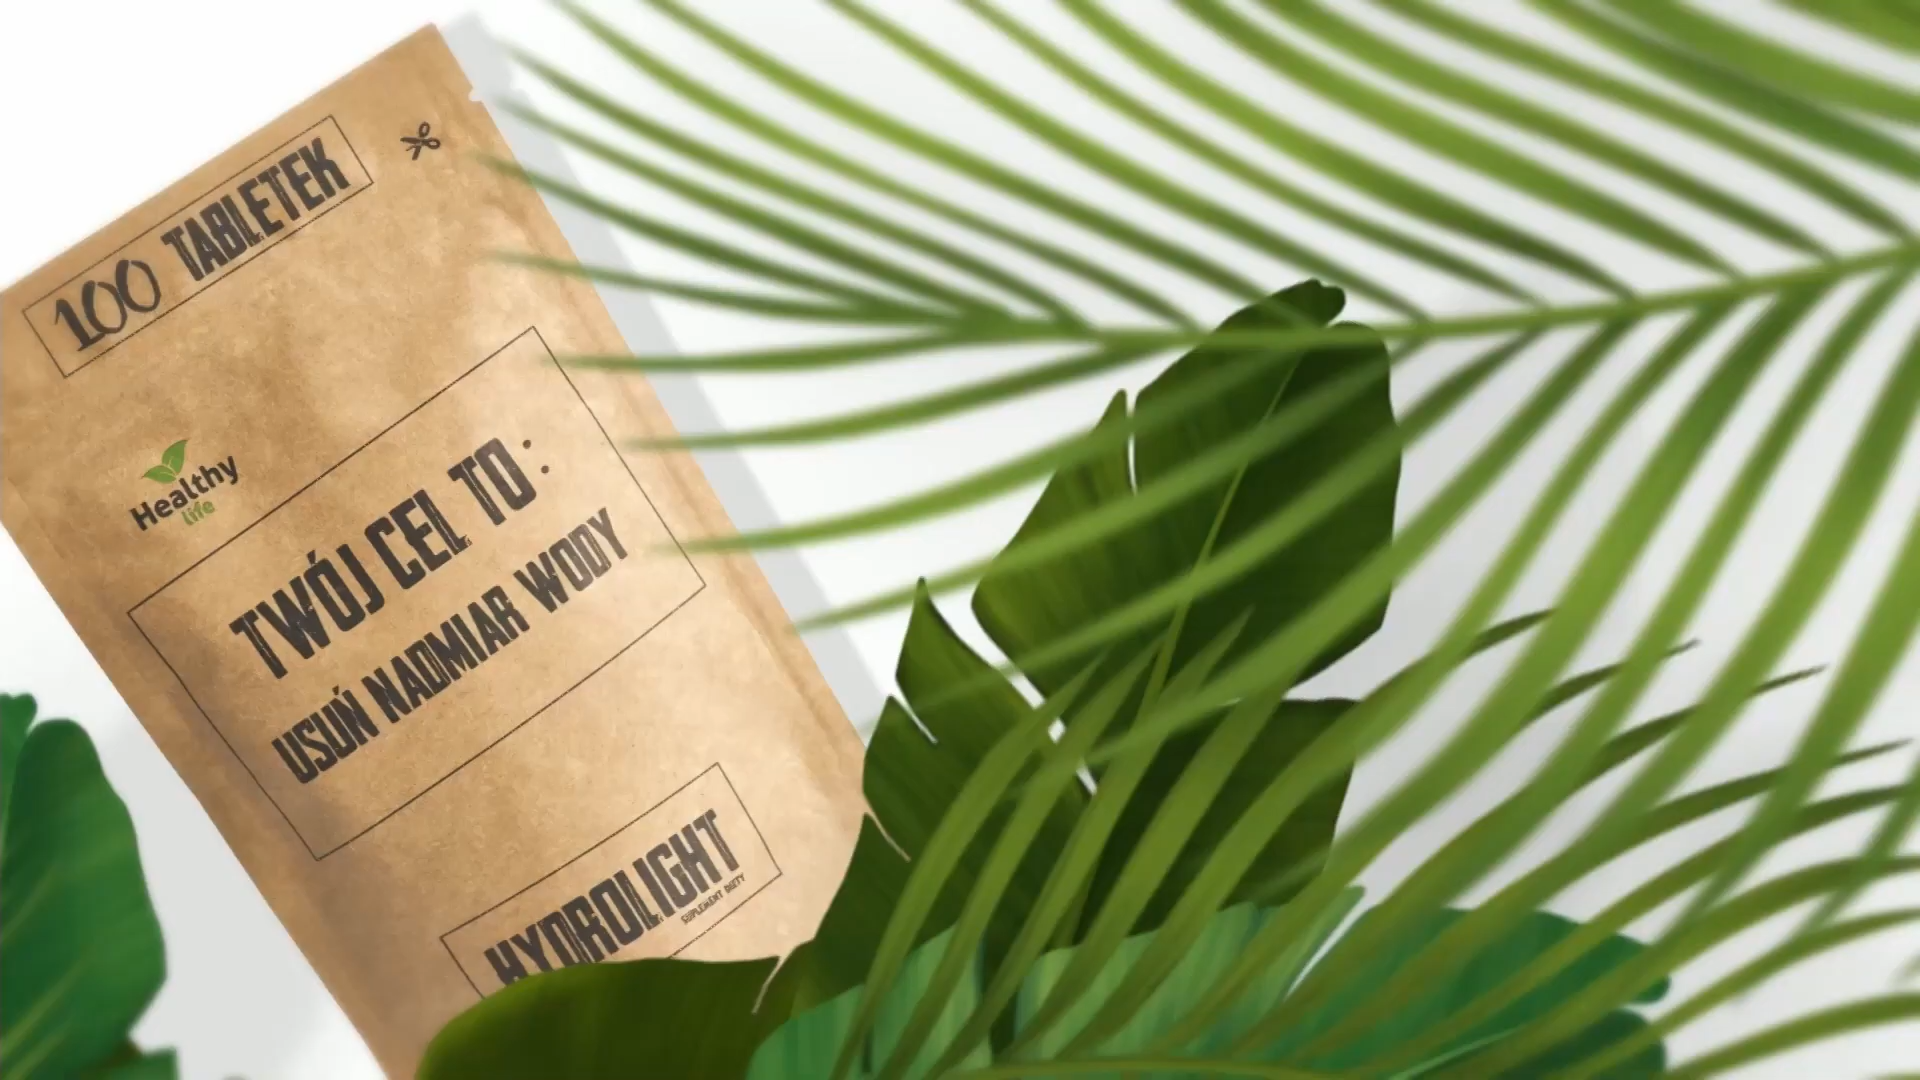 100 TABLETEK
Healthy
life
TWÓJ CEL TO:
USUŃ NADMIAR WODY
HYDROLIGHT
SUPLEMENT DIETY